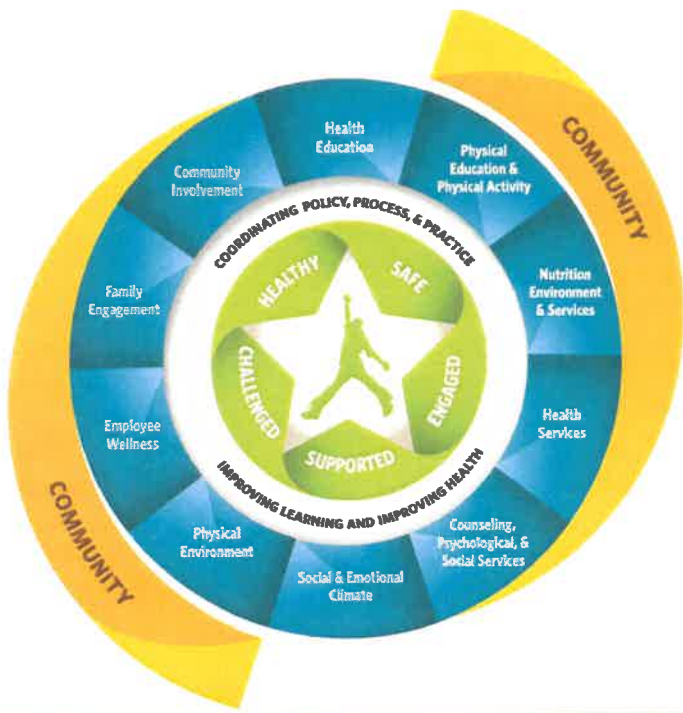 COMMUNITY
Health
Education
Physical
Education &
Physical Activity
Nutrition
Environment
& Services
Health
Services
Counseling,
Psychological, &
Social Services
Social & Emotional
Climate
Physical
Environment
Employee
Wellness
Family
Engagement
Community
Involvement
COORDINATING POLICY, PROCESS, & PRACTICE
IMPROVING LEARNING AND IMPROVING HEALTH
HEALTHY
SAFE
ENGAGED
SUPPORTED
CHALLENGED
COMMUNITY